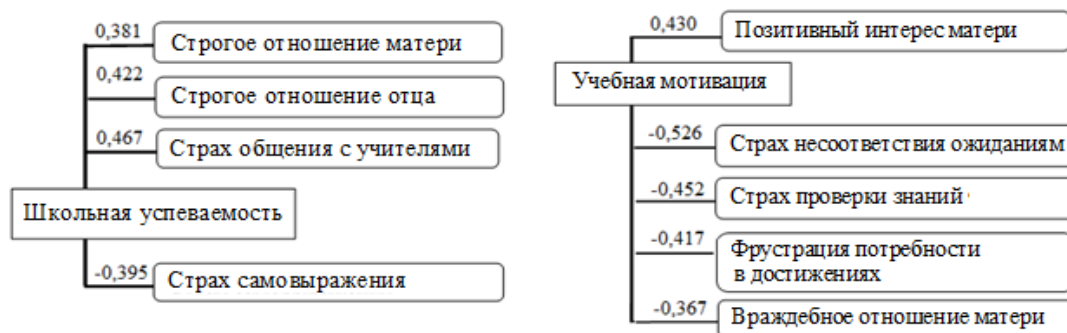 0,381
Строгое отношение матери
0,422
Строгое отношение отца
0,467
Страх общения с учителями
Школьная успеваемость
-0,395
Страх самовыражения
0,430
Позитивный интерес матери
Учебная мотивация
-0,526
Страх несоответствия ожиданиям
-0,452
Страх проверки знаний
-0,417
Фрустрация потребности
в достижениях
-0,367
Враждебное отношение матери